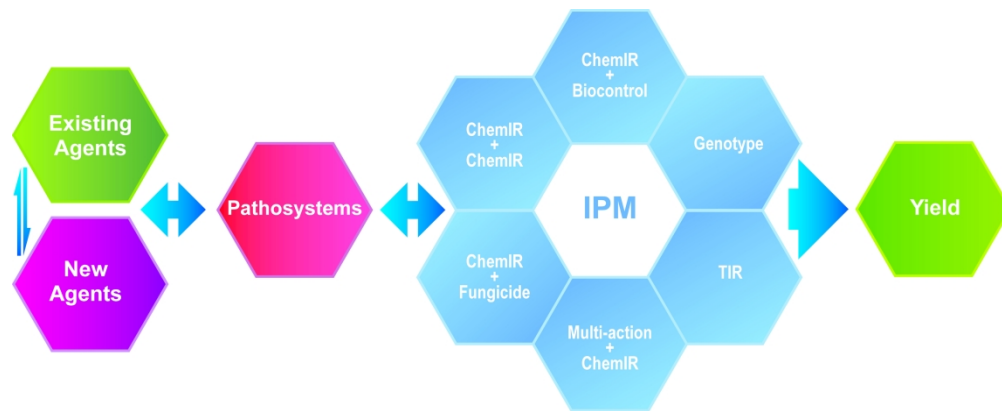 Existing
Agents
New
Agents
Pathosystems
ChemIR
+
Biocontrol
ChemIR
+
ChemIR
Genotype
IPM
ChemIR
+
Fungicide
TIR
Multi-action
+
ChemIR
Yield